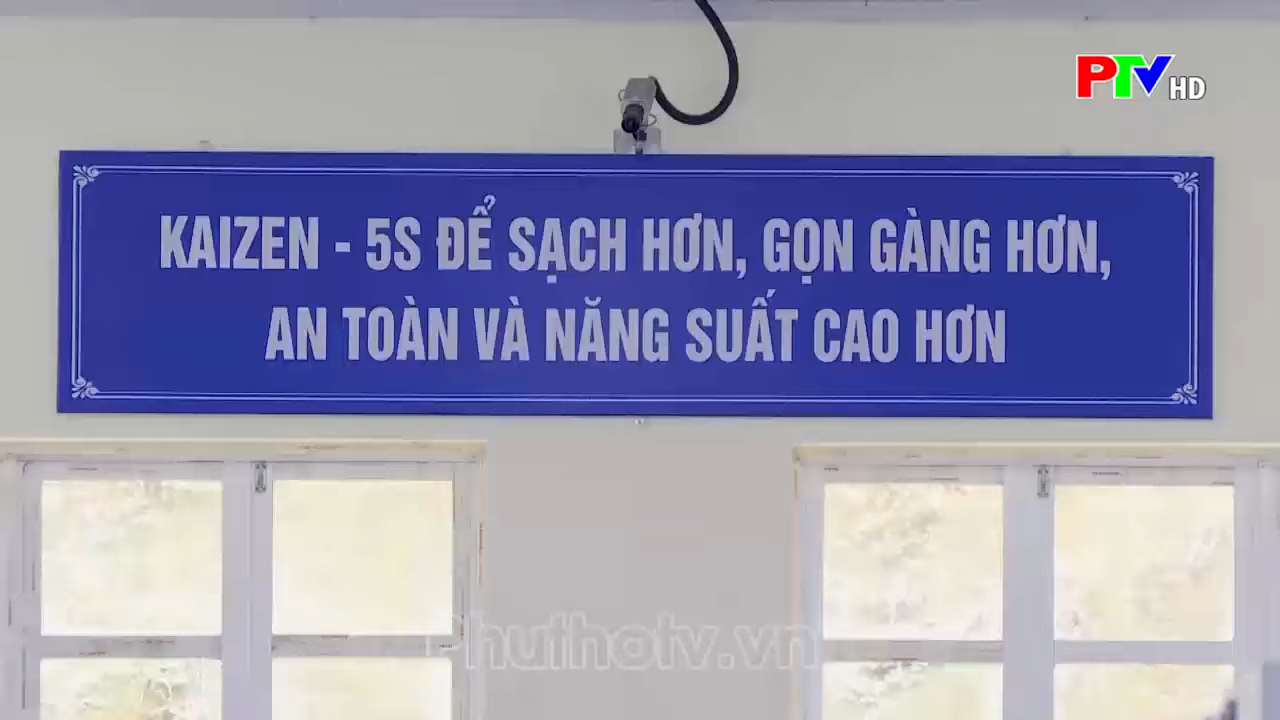 PTV HD
KAIZEN - 5S ĐỂ SẠCH HƠN, GỌN GÀNG HƠN,
AN TOÀN VÀ NĂNG SUẤT CAO HƠN
Phuthotv.vn